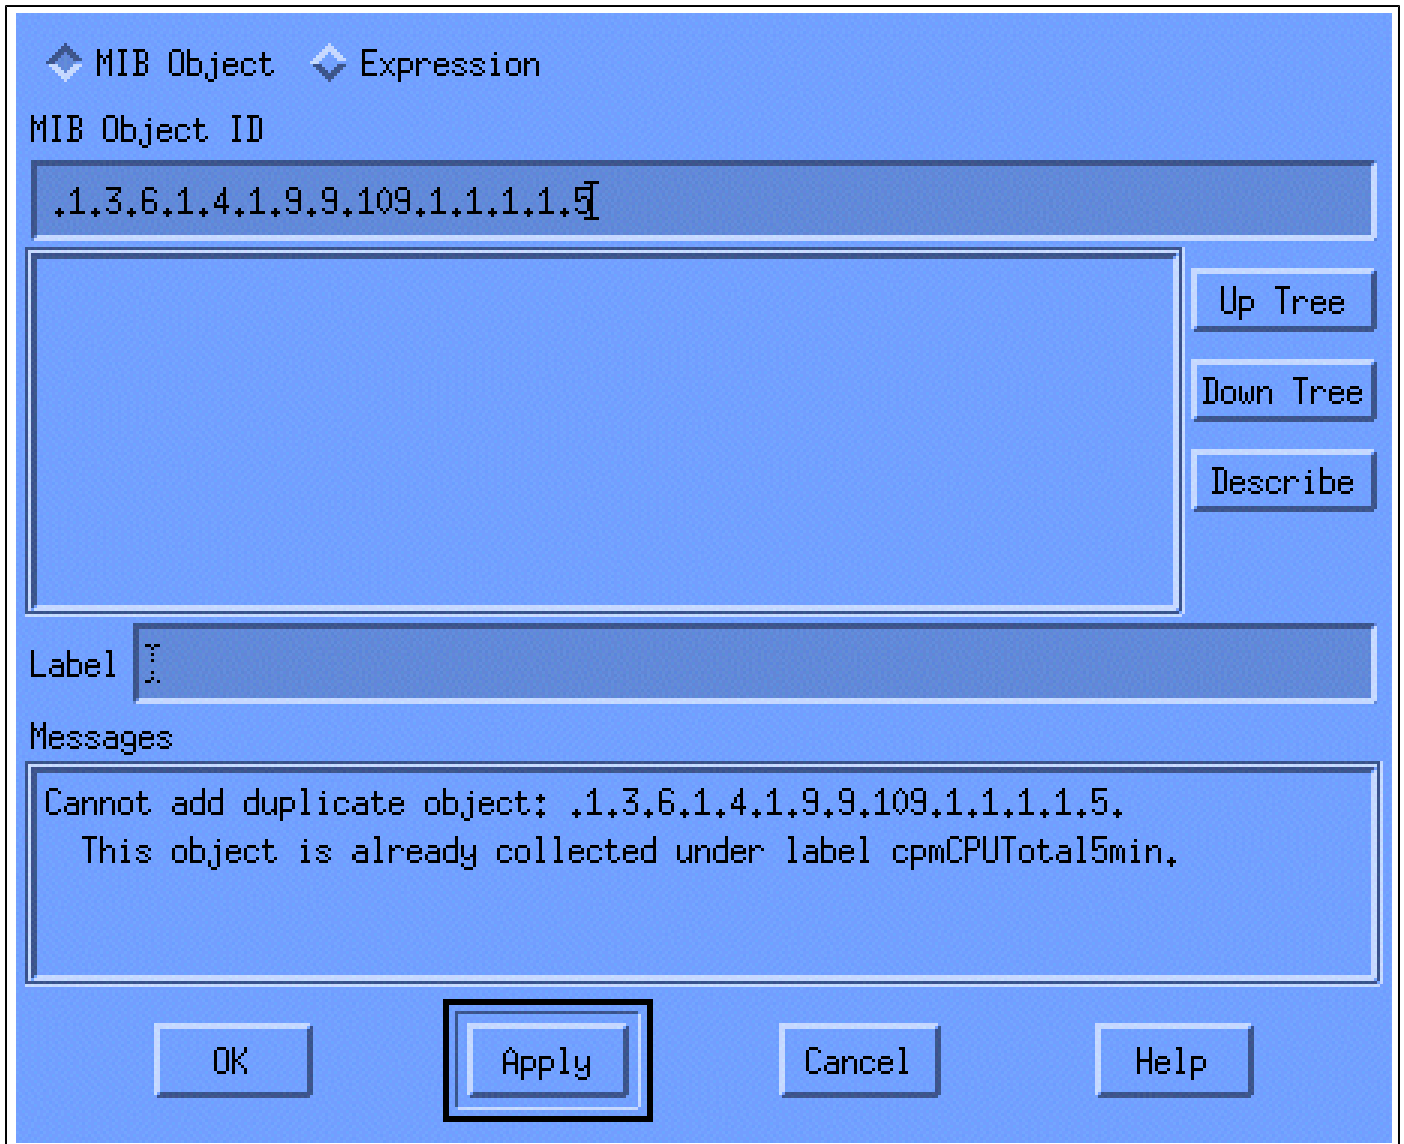 MIB Object Expression
MIB Object ID
.1.3.6.1.4.1.9.9.109.1.1.1.1.5
Up Tree
Down Tree
Describe
Label
Messages
Cannot add duplicate object: .1.3.6.1.4.1.9.9.109.1.1.1.1.5.
This object is already collected under label cpmCPUTotal5min.
OK Apply Cancel Help